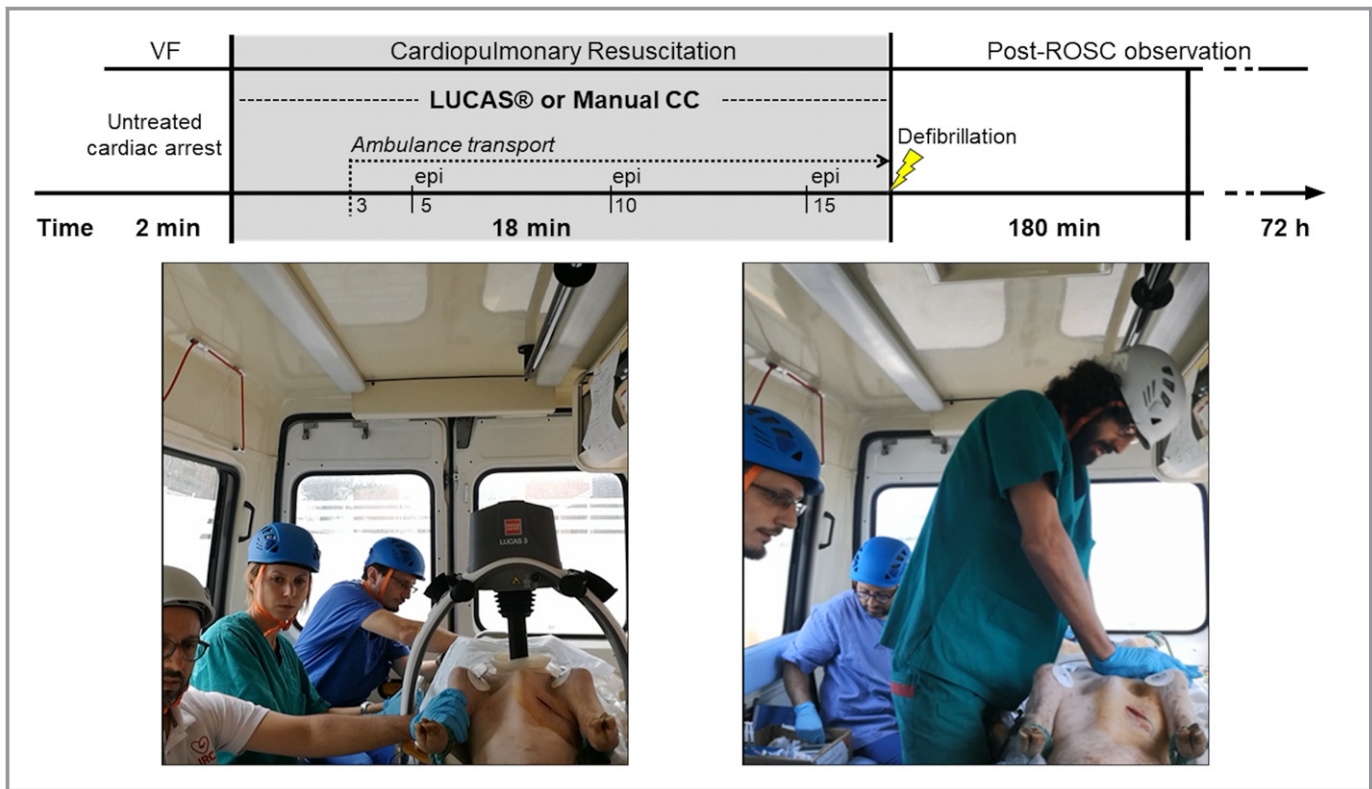 VF
Cardiopulmonary Resuscitation
Post-ROSC observation
Untreated
cardiac arrest
LUCAS® or Manual CC
Ambulance transport
Defibrillation
epi
epi
epi
3
5
10
15
Time
2 min
18 min
180 min
72 h
LUCAS 3
IRC